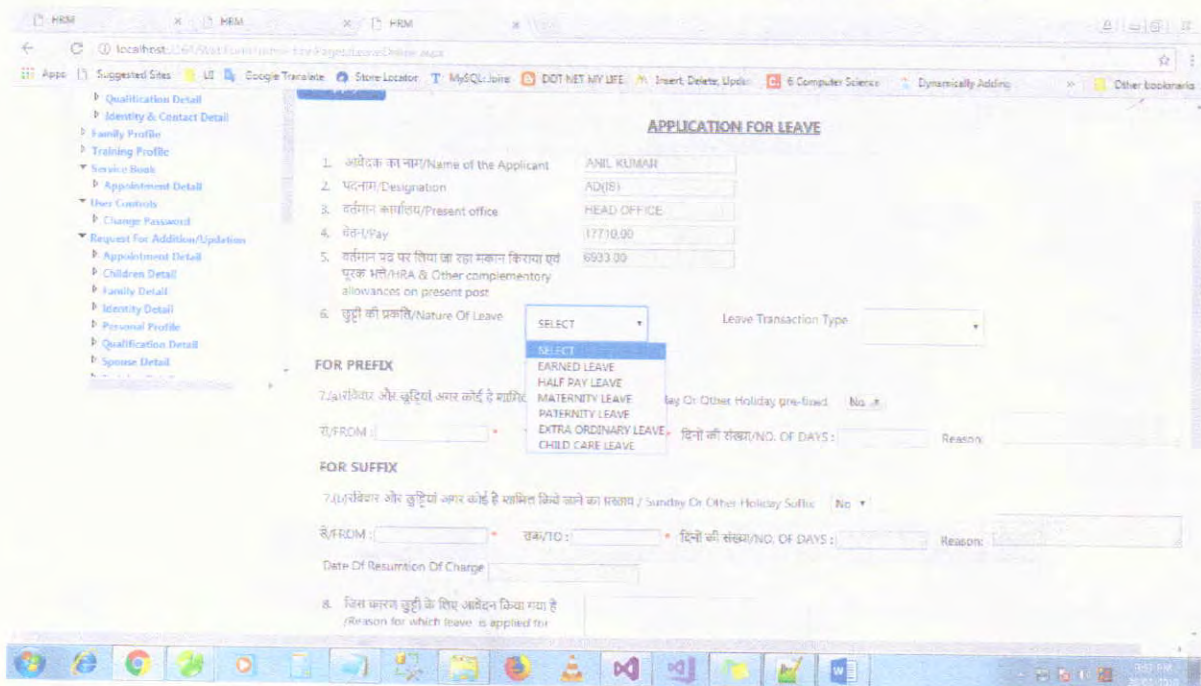 HRM
HRM
HRM
localhost
Apps
Suggested Sites
UI
Google Translate
Store Locator
MySQL: Joins
DOT NET MY LIFE
Insert, Delete, Updat
6 Computer Science
Dynamically Adding
»
Other bookmarks
Qualification Detail
Identity & Contact Detail
Family Profile
Training Profile
Service Book
Appointment Detail
User Controls
Change Password
Request For Addition/Updation
Appointment Detail
Children Detail
Family Detail
Identity Detail
Personal Profile
Qualification Detail
Spouse Detail
APPLICATION FOR LEAVE
1. आवेदक का नाम/Name of the Applicant ANIL KUMAR
2. पदनाम/Designation AD(IS)
3. वर्तमान कार्यालय/Present office HEAD OFFICE
4. वेतन/Pay 17710.00
5. वर्तमान पद पर लिया जा रहा मकान किराया एवं 6933.00
पूरक भत्ते/HRA & Other complementory
allowances on present post
6. छुट्टी की प्रकति/Nature Of Leave SELECT Leave Transaction Type
SELECT
EARNED LEAVE
HALF PAY LEAVE
MATERNITY LEAVE
PATERNITY LEAVE
EXTRA ORDINARY LEAVE
CHILD CARE LEAVE
FOR PREFIX
7.(a)रविवार और छुट्टियां अगर कोई है ay Or Other Holiday pre-fixed No
से/FROM : * * दिनों की संख्या/NO. OF DAYS : Reason:
FOR SUFFIX
7.(b)रविवार और छुट्टियां अगर कोई है शामिल किये जाने का प्रस्ताव / Sunday Or Other Holiday Suffix No
से/FROM : * तक/TO : * दिनों की संख्या/NO. OF DAYS : Reason:
Date Of Resumtion Of Charge
8. जिस कारण छुट्टी के लिए आवेदन किया गया है
/Reason for which leave is applied for